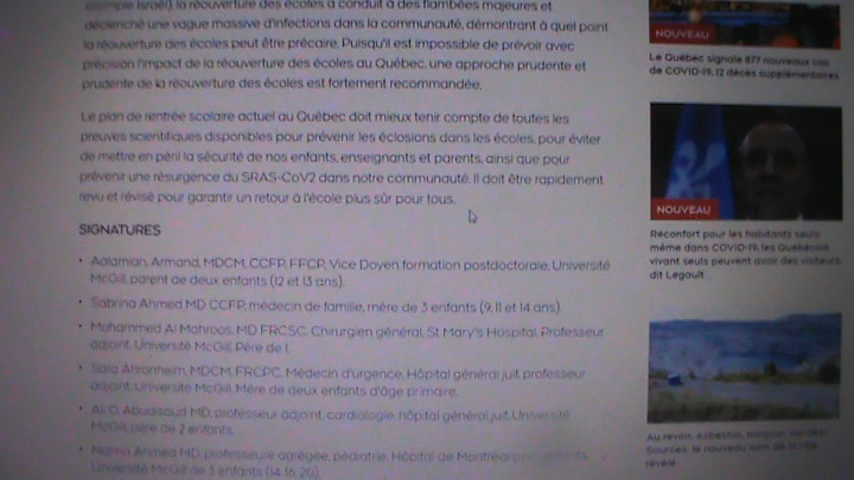 exemple Israël), la réouverture des écoles a conduit à des flambées majeures et
déclenché une vague massive d'infections dans la communauté, démontrant à quel point
la réouverture des écoles peut être précaire. Puisqu'il est impossible de prévoir avec
précision l'impact de la réouverture des écoles au Québec, une approche prudente et
prudente de la réouverture des écoles est fortement recommandée.
Le plan de rentrée scolaire actuel au Québec doit mieux tenir compte de toutes les
preuves scientifiques disponibles pour prévenir les éclosions dans les écoles, pour éviter
de mettre en péril la sécurité de nos enfants, enseignants et parents, ainsi que pour
prévenir une résurgence du SRAS-CoV2 dans notre communauté. Il doit être rapidement
revu et révisé pour garantir un retour à l'école plus sûr pour tous.
SIGNATURES
• Aalamian, Armand, MDCM, CCFP, FFCP, Vice Doyen formation postdoctorale, Université
McGill, parent de deux enfants (12 et 13 ans).
• Sabrina Ahmed MD CCFP, médecin de famille, mère de 3 enfants (9, 11 et 14 ans).
• Mohammed Al Mahroos, MD FRCSC, Chirurgien général, St Mary's Hospital, Professeur
adjoint, Université McGill, Père de 1.
• Sara Ahronheim, MDCM, FRCPC, Médecin d'urgence, Hôpital général juif, professeur
adjoint, Université McGill. Mère de deux enfants d'âge primaire.
• Abualsaud MD, professeur adjoint, cardiologie, hôpital général juif, Université
McGill, père de 2 enfants.
• Najma Ahmed MD, professeure agrégée, pédiatrie, Hôpital de Montréal pour enfants,
Université McGill de 3 enfants (14, 16, 20).
NOUVEAU
Le Québec signale 877 nouveaux cas
de COVID-19, 12 décès supplémentaires
NOUVEAU
Réconfort pour les habitants seuls:
même dans COVID-19, les Québécois
vivant seuls peuvent avoir des visiteurs,
dit Legault
Au revoir, Asbestos, bonjour,
Sources: le nouveau nom de la ville
révélé